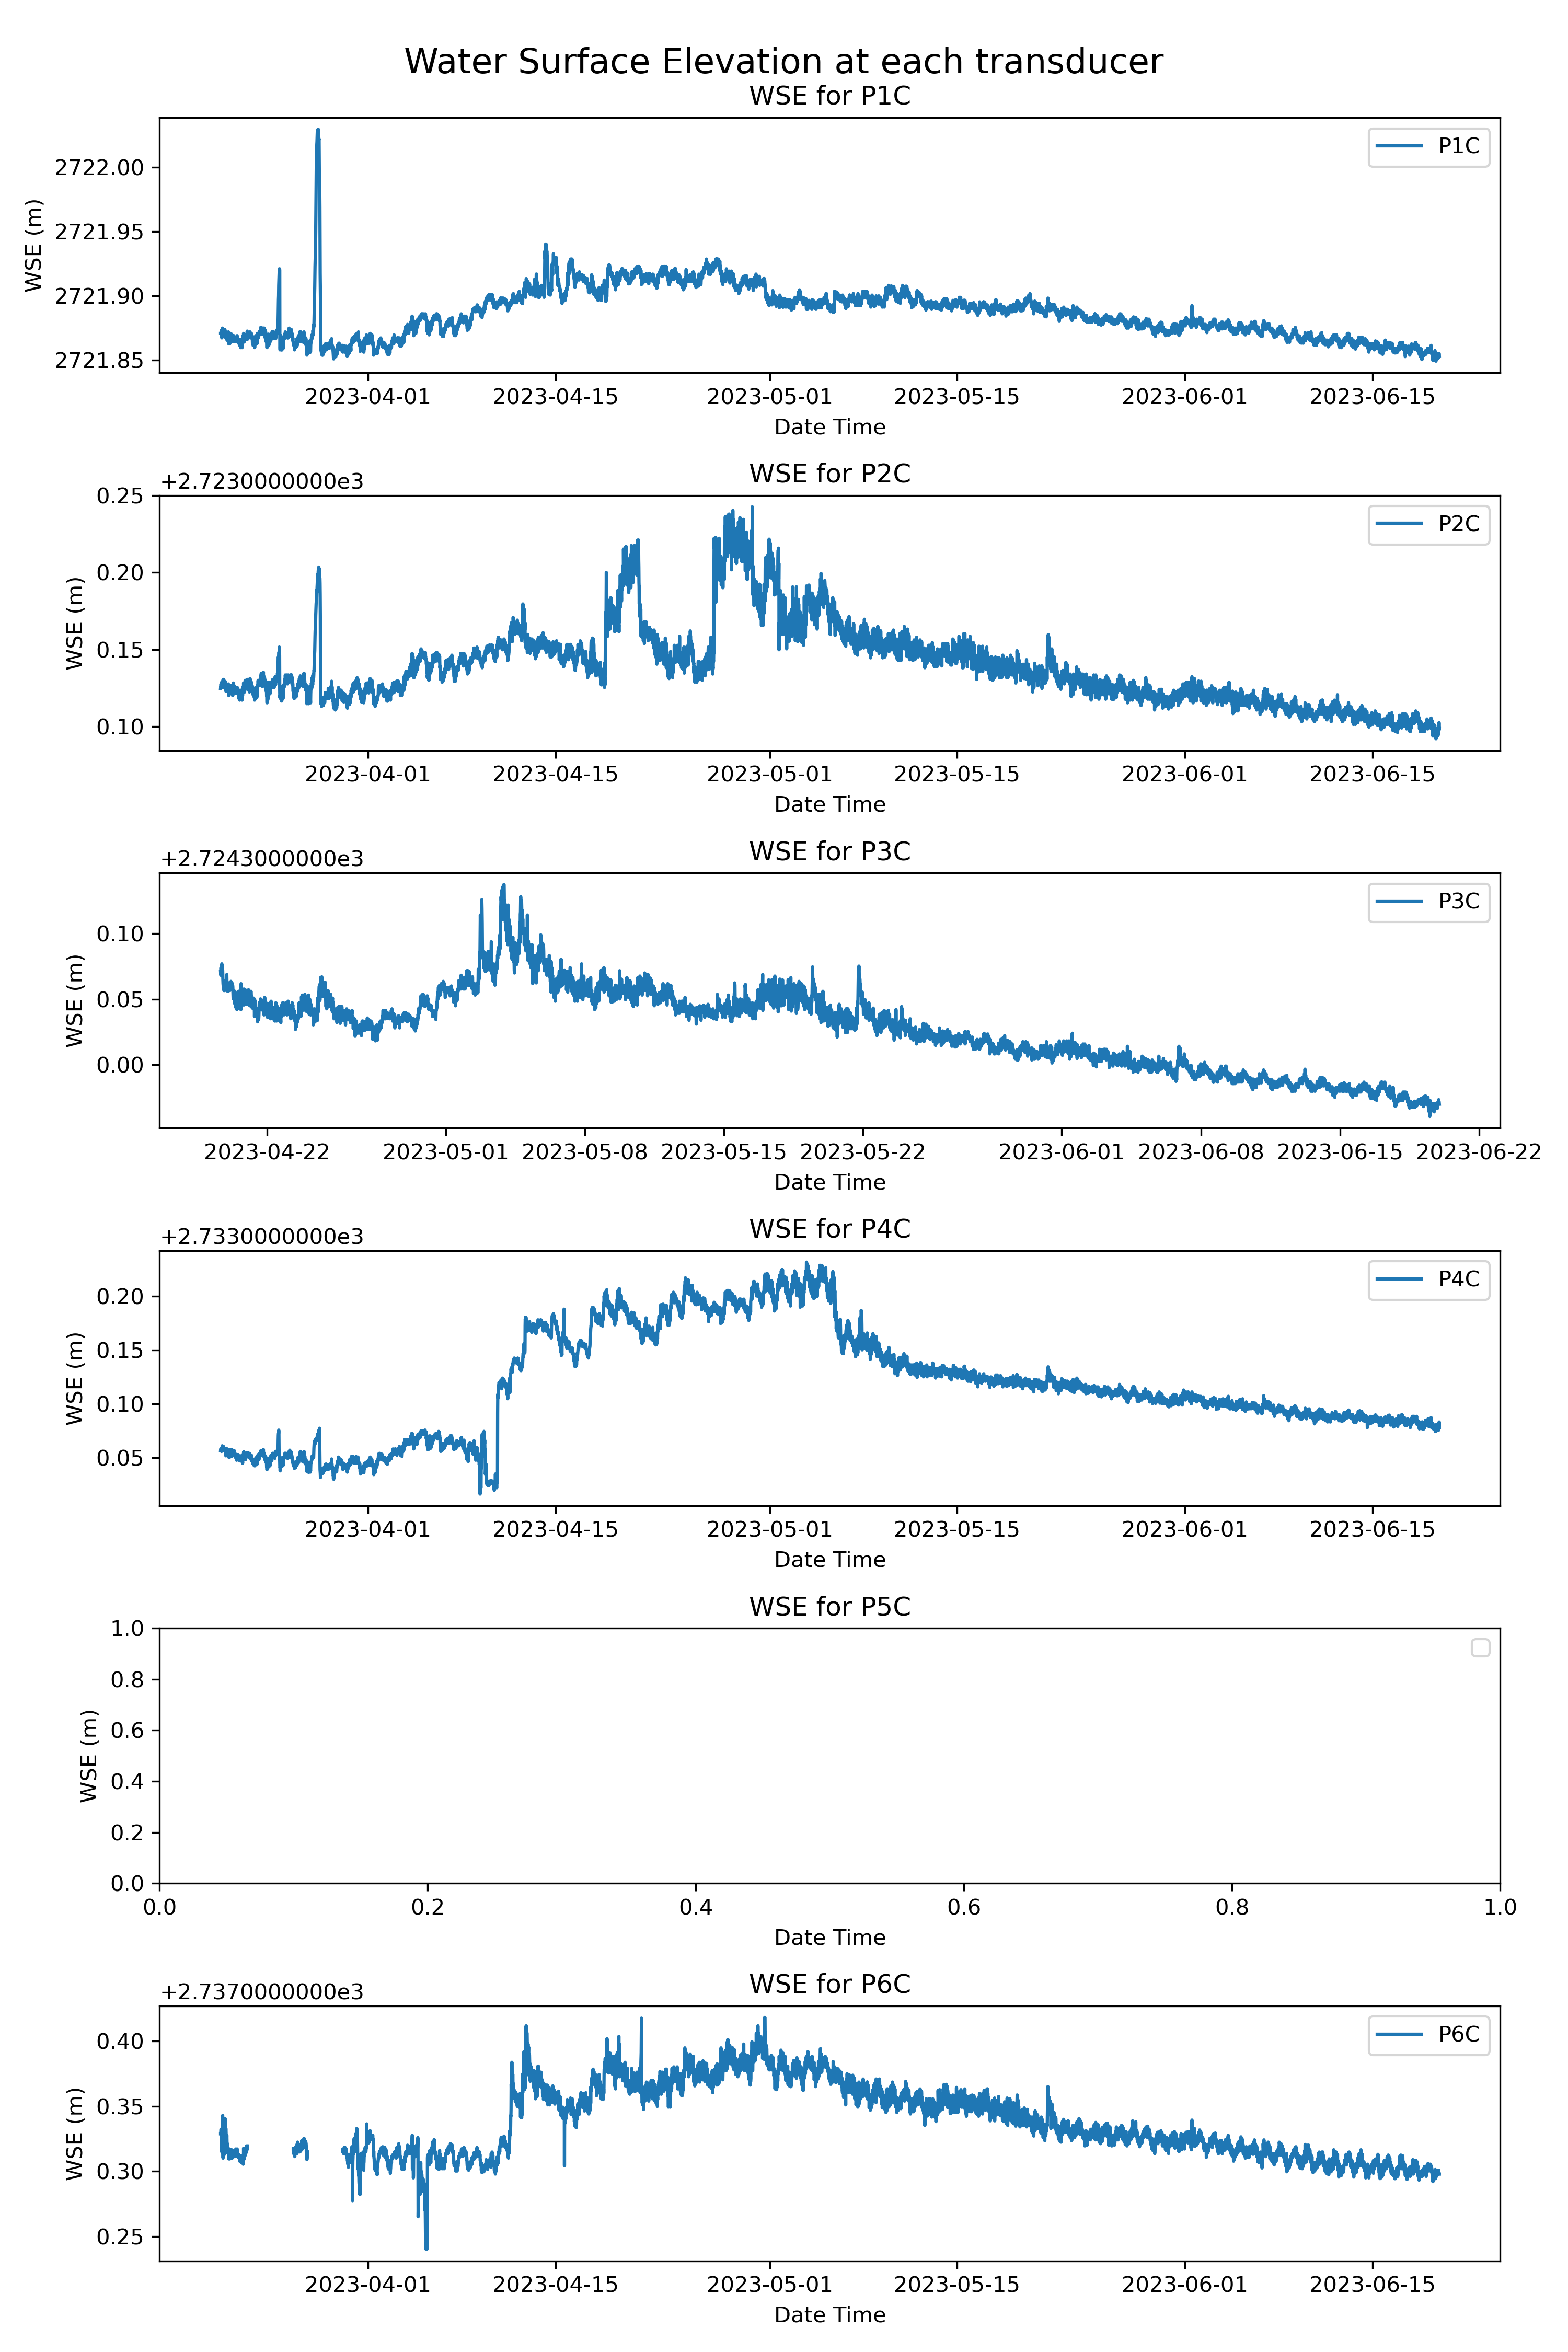 Water Surface Elevation at each transducer
WSE for P1C
P1C
2722.00
2721.95
2721.90
2721.85
WSE (m)
2023-04-01 2023-04-15 2023-05-01 2023-05-15 2023-06-01 2023-06-15
Date Time
WSE for P2C
+2.7230000000e3
P2C
0.25
0.20
0.15
0.10
WSE (m)
2023-04-01 2023-04-15 2023-05-01 2023-05-15 2023-06-01 2023-06-15
Date Time
WSE for P3C
+2.7243000000e3
P3C
0.10
0.05
0.00
WSE (m)
2023-04-22 2023-05-01 2023-05-08 2023-05-15 2023-05-22 2023-06-01 2023-06-08 2023-06-15 2023-06-22
Date Time
WSE for P4C
+2.7330000000e3
P4C
0.20
0.15
0.10
0.05
WSE (m)
2023-04-01 2023-04-15 2023-05-01 2023-05-15 2023-06-01 2023-06-15
Date Time
WSE for P5C
1.0
0.8
0.6
0.4
0.2
0.0
WSE (m)
0.0 0.2 0.4 0.6 0.8 1.0
Date Time
WSE for P6C
+2.7370000000e3
P6C
0.40
0.35
0.30
0.25
WSE (m)
2023-04-01 2023-04-15 2023-05-01 2023-05-15 2023-06-01 2023-06-15
Date Time